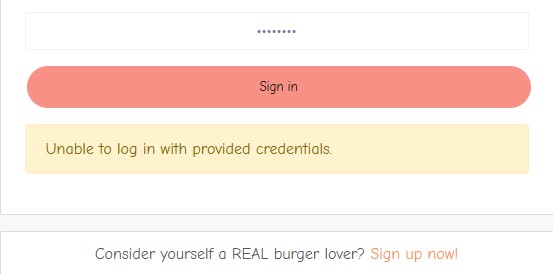 ••••••••
Sign in
Unable to log in with provided credentials.
Consider yourself a REAL burger lover? Sign up now!